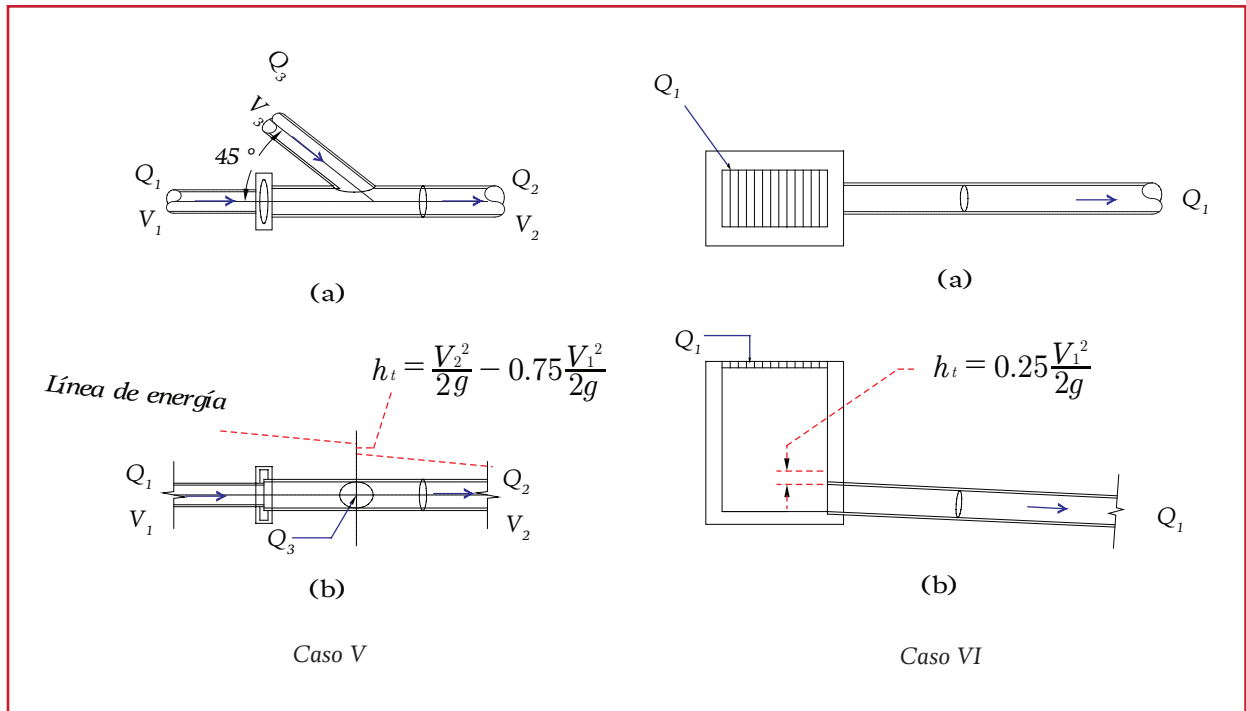 Q₃
V₃
45 °
Q₁
V₁
Q₂
V₂
(a)
Línea de energía
hₜ = V₂²/2g − 0.75 V₁²/2g
Q₁
V₁
Q₂
V₂
Q₃
(b)
Caso V
Q₁
Q₁
(a)
Q₁
hₜ = 0.25 V₁²/2g
Q₁
(b)
Caso VI